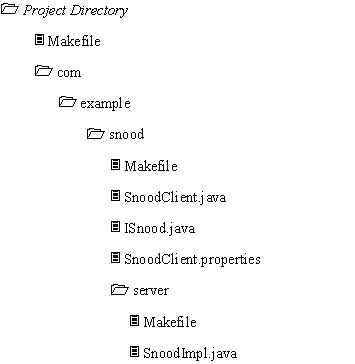 Project Directory
Makefile
com
example
snood
Makefile
SnoodClient.java
ISnood.java
SnoodClient.properties
server
Makefile
SnoodImpl.java